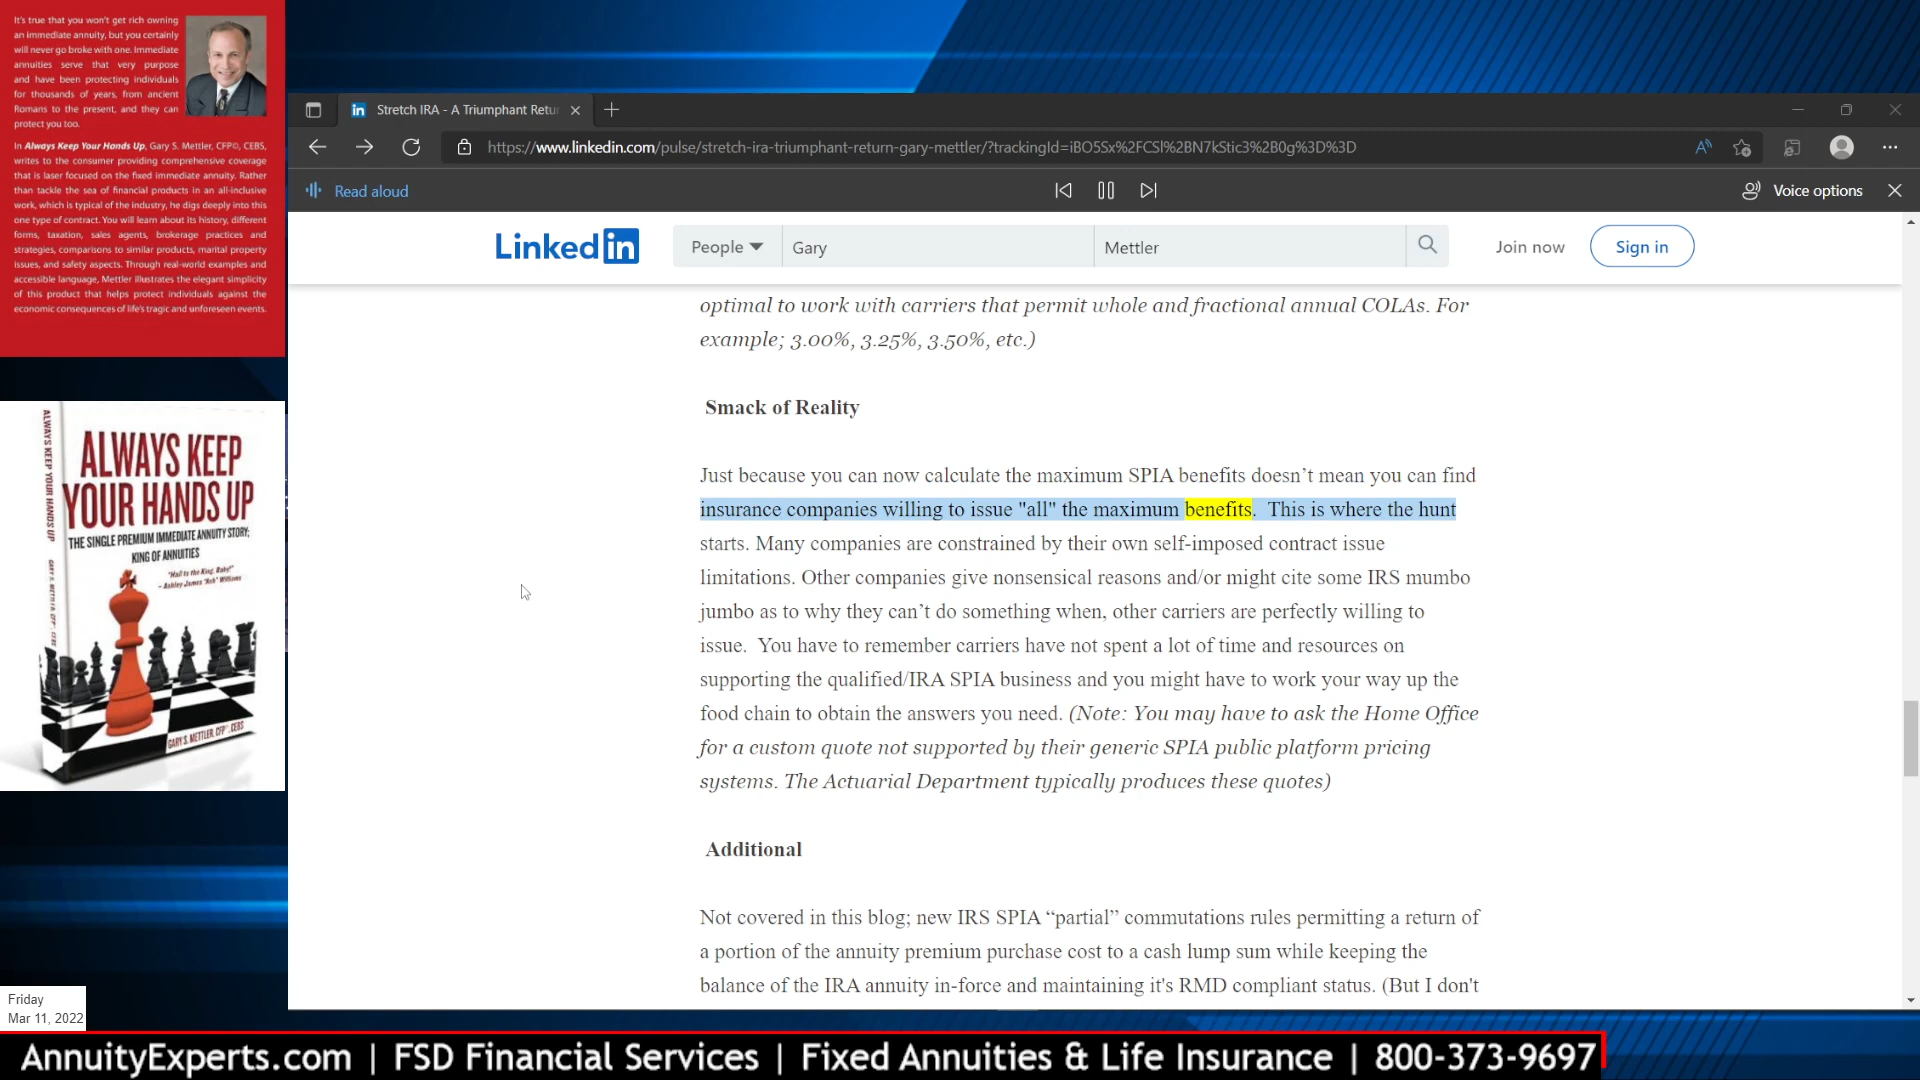 It's true that you won't get rich owning
an immediate annuity, but you certainly
will never go broke with one. Immediate
annuities serve that very purpose
and have been protecting individuals
for thousands of years, from ancient
Romans to the present, and they can
protect you too.
In Always Keep Your Hands Up, Gary S. Mettler, CFP©, CEBS,
writes to the consumer providing comprehensive coverage
that is laser focused on the fixed immediate annuity. Rather
than tackle the sea of financial products in an all-inclusive
work, which is typical of the industry, he digs deeply into this
one type of contract. You will learn about its history, different
forms, taxation, sales agents, brokerage practices and
strategies, comparisons to similar products, marital property
issues, and safety aspects. Through real-world examples and
accessible language, Mettler illustrates the elegant simplicity
of this product that helps protect individuals against the
economic consequences of life's tragic and unforeseen events.
ALWAYS KEEP YOUR HANDS UP
ALWAYS KEEP
YOUR HANDS UP
THE SINGLE PREMIUM IMMEDIATE ANNUITY STORY;
KING OF ANNUITIES
"Hail to the King, Baby!"
- Ashley James "Ash" Williams
GARY S. METTLER, CFP®, CEBS
Friday
Mar 11, 2022
Stretch IRA - A Triumphant Retu
https://www.linkedin.com/pulse/stretch-ira-triumphant-return-gary-mettler/?trackingId=iBO5Sx%2FCSl%2BN7kStic3%2B0g%3D%3D
Read aloud
Voice options
Linked in
People
Gary
Mettler
Join now
Sign in
optimal to work with carriers that permit whole and fractional annual COLAs. For
example; 3.00%, 3.25%, 3.50%, etc.)
Smack of Reality
Just because you can now calculate the maximum SPIA benefits doesn’t mean you can find
insurance companies willing to issue "all" the maximum benefits.  This is where the hunt
starts. Many companies are constrained by their own self-imposed contract issue
limitations. Other companies give nonsensical reasons and/or might cite some IRS mumbo
jumbo as to why they can’t do something when, other carriers are perfectly willing to
issue.  You have to remember carriers have not spent a lot of time and resources on
supporting the qualified/IRA SPIA business and you might have to work your way up the
food chain to obtain the answers you need. (Note: You may have to ask the Home Office
for a custom quote not supported by their generic SPIA public platform pricing
systems. The Actuarial Department typically produces these quotes)
Additional
Not covered in this blog; new IRS SPIA “partial” commutations rules permitting a return of
a portion of the annuity premium purchase cost to a cash lump sum while keeping the
balance of the IRA annuity in-force and maintaining it's RMD compliant status. (But I don't
AnnuityExperts.com | FSD Financial Services | Fixed Annuities & Life Insurance | 800-373-9697